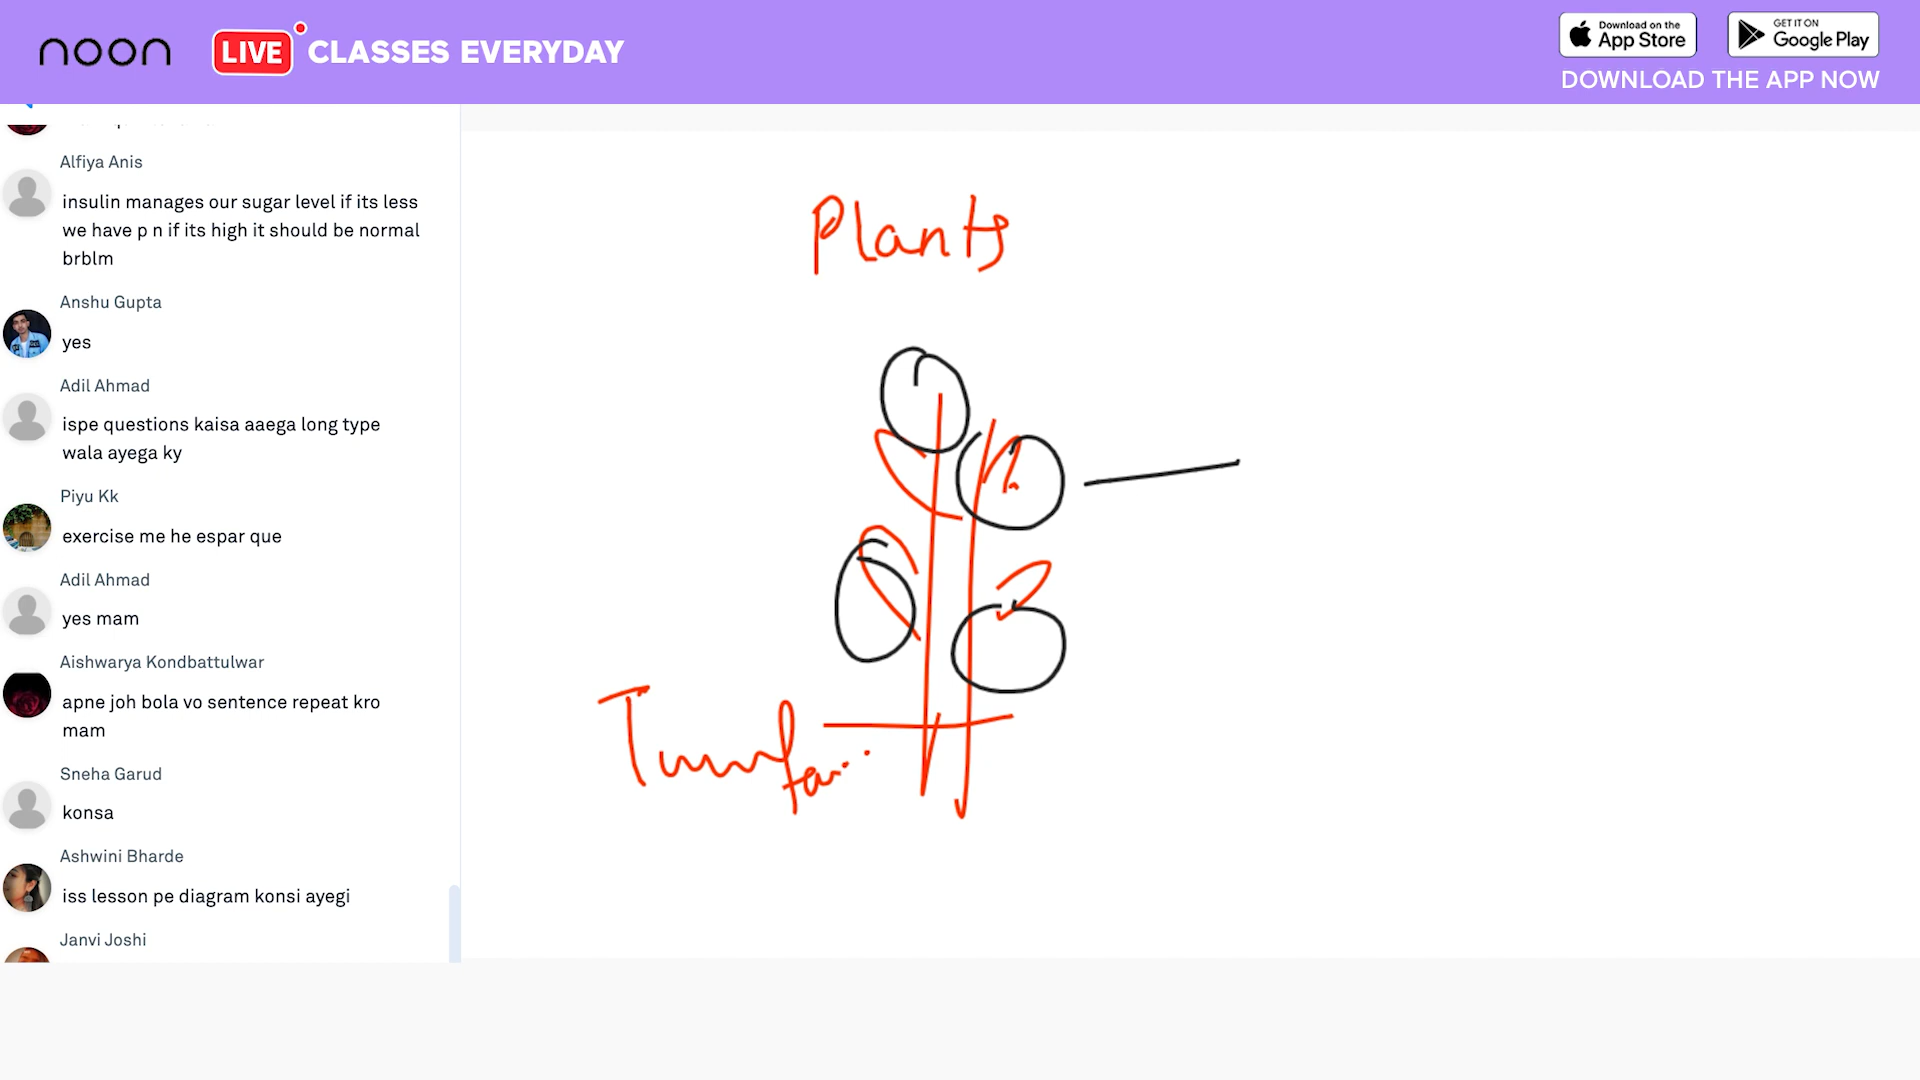 noon
LIVE CLASSES EVERYDAY
Download on the App Store
GET IT ON Google Play
DOWNLOAD THE APP NOW
Alfiya Anis
insulin manages our sugar level if its less
we have p n if its high it should be normal
brblm
Anshu Gupta
yes
Adil Ahmad
ispe questions kaisa aaega long type
wala ayega ky
Piyu Kk
exercise me he espar que
Adil Ahmad
yes mam
Aishwarya Kondbattulwar
apne joh bola vo sentence repeat kro
mam
Sneha Garud
konsa
Ashwini Bharde
iss lesson pe diagram konsi ayegi
Janvi Joshi
Plants